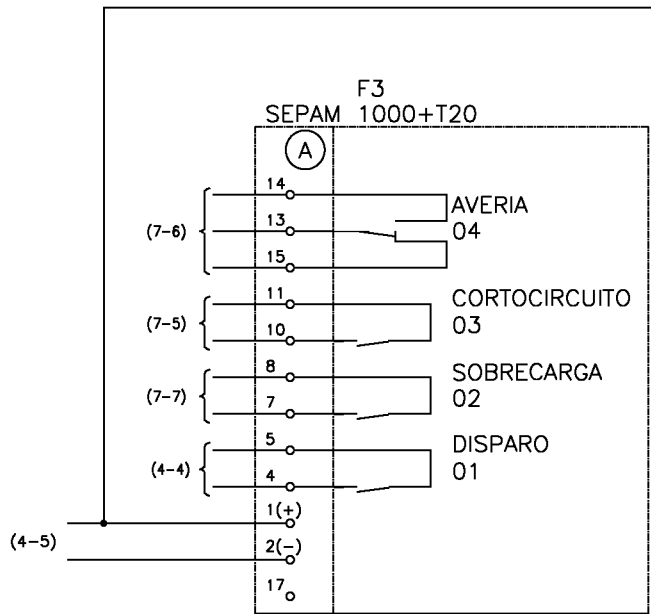 F3
SEPAM 1000+T20
A
14
AVERIA
(7-6) 13 04
15
11 CORTOCIRCUITO
(7-5) 03
10
8 SOBRECARGA
(7-7) 02
7
5 DISPARO
(4-4) 01
4
1(+)
(4-5)
2(-)
17